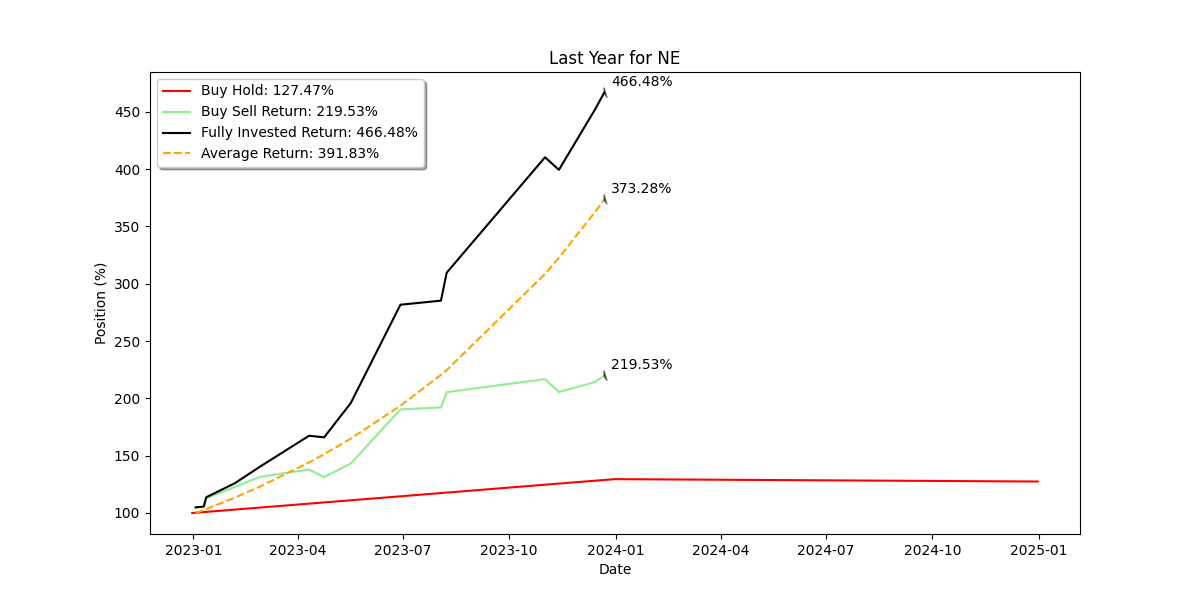 Last Year for NE
Buy Hold: 127.47%
Buy Sell Return: 219.53%
Fully Invested Return: 466.48%
Average Return: 391.83%
466.48%
373.28%
219.53%
Position (%)
450
400
350
300
250
200
150
100
2023-01
2023-04
2023-07
2023-10
2024-01
2024-04
2024-07
2024-10
2025-01
Date